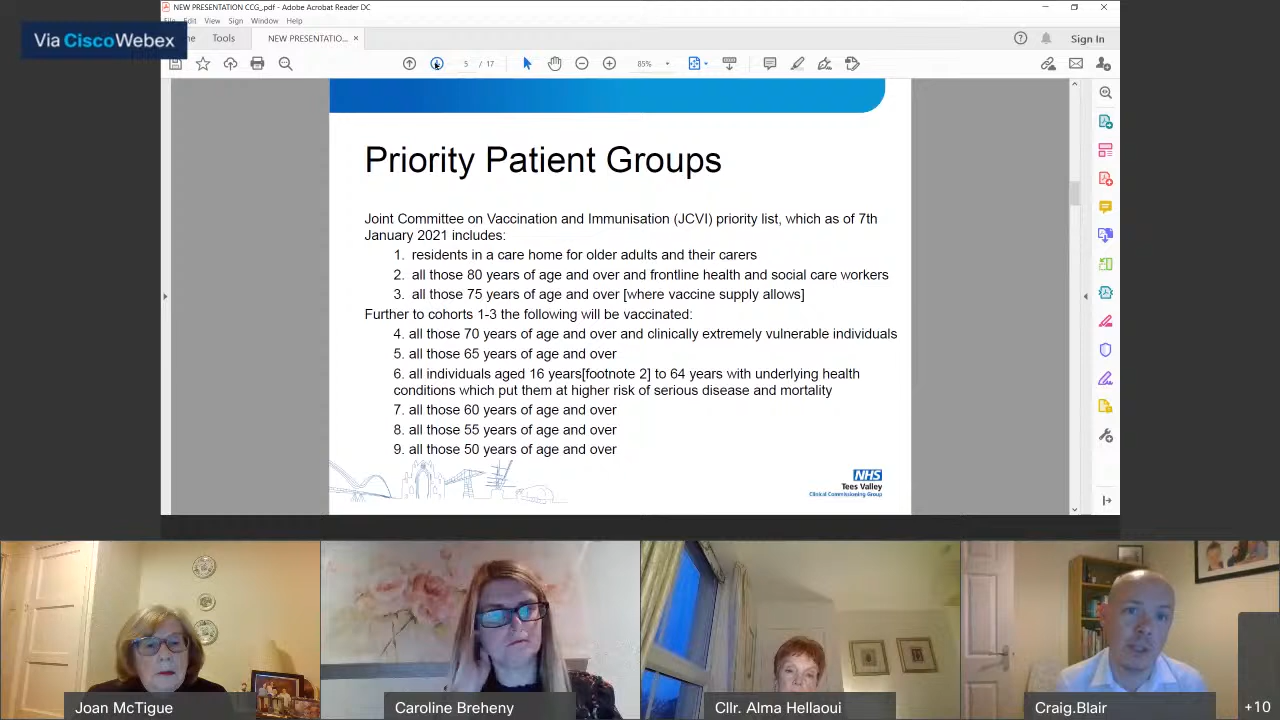 NEW PRESENTATION CCG_.pdf - Adobe Acrobat Reader DC
File Edit View Sign Window Help
Via CiscoWebex
Tools
NEW PRESENTATIO... ×
Sign In
5 / 17
85%
Priority Patient Groups
Joint Committee on Vaccination and Immunisation (JCVI) priority list, which as of 7th
January 2021 includes:
1. residents in a care home for older adults and their carers
2. all those 80 years of age and over and frontline health and social care workers
3. all those 75 years of age and over [where vaccine supply allows]
Further to cohorts 1-3 the following will be vaccinated:
4. all those 70 years of age and over and clinically extremely vulnerable individuals
5. all those 65 years of age and over
6. all individuals aged 16 years[footnote 2] to 64 years with underlying health
conditions which put them at higher risk of serious disease and mortality
7. all those 60 years of age and over
8. all those 55 years of age and over
9. all those 50 years of age and over
NHS
Tees Valley
Clinical Commissioning Group
Joan McTigue
Caroline Breheny
Cllr. Alma Hellaoui
Craig.Blair
+10